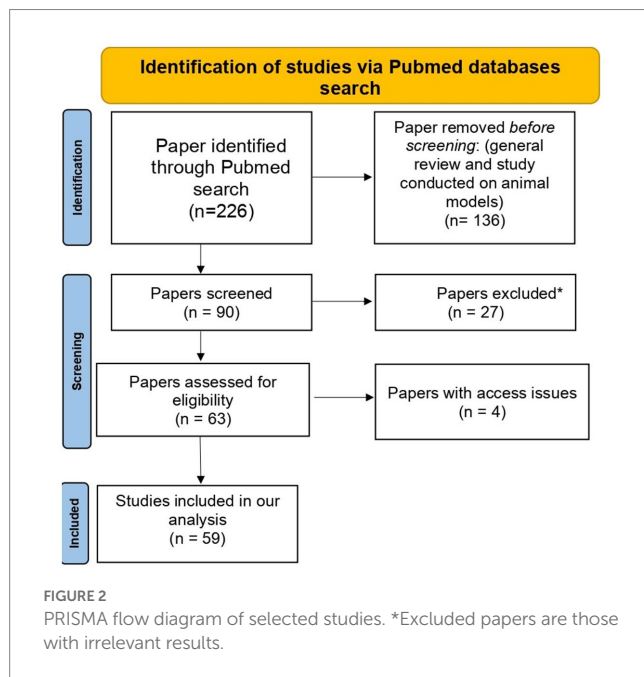 Identification of studies via Pubmed databases
search
Identification
Paper identified
through Pubmed
search
(n=226)
Paper removed before
screening: (general
review and study
conducted on animal
models)
(n= 136)
Screening
Papers screened
(n = 90)
Papers excluded*
(n = 27)
Papers assessed for
eligibility
(n = 63)
Papers with access issues
(n = 4)
Included
Studies included in our
analysis
(n = 59)
FIGURE 2
PRISMA flow diagram of selected studies. *Excluded papers are those
with irrelevant results.